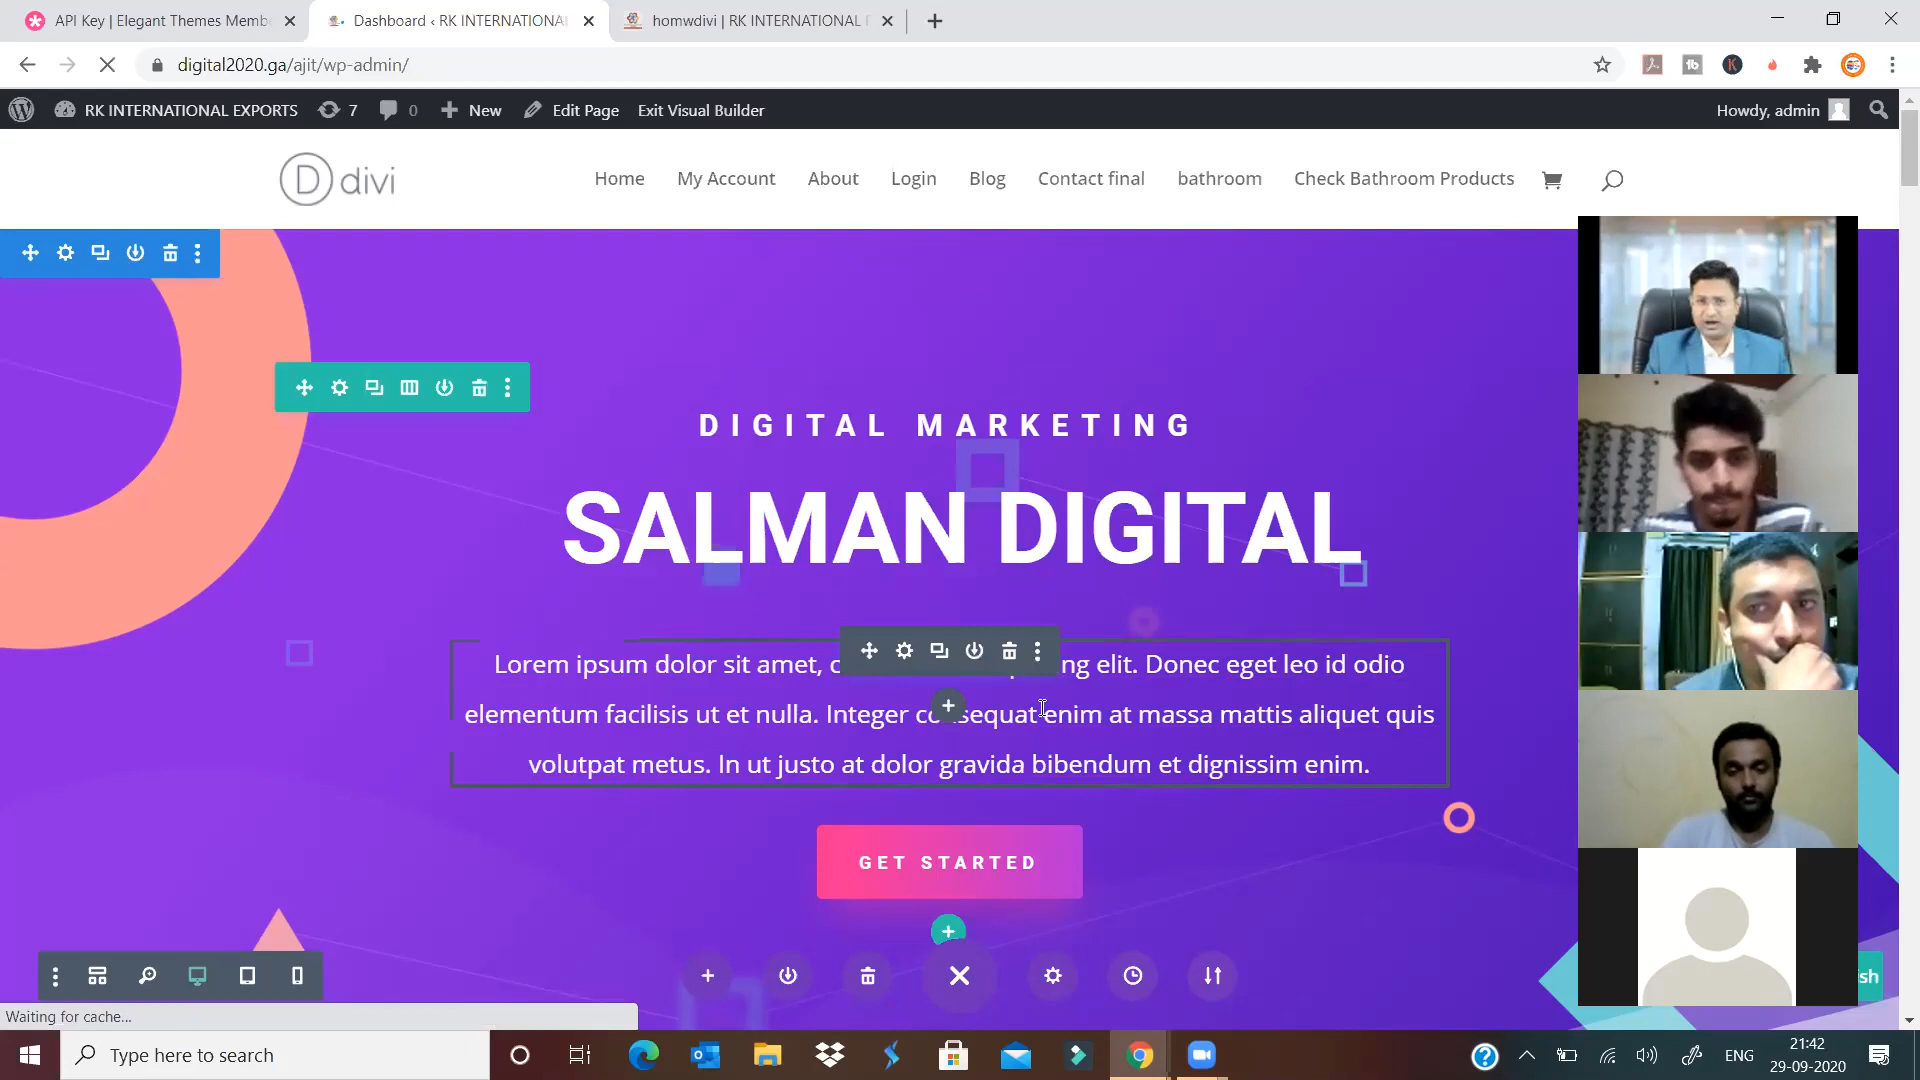 API Key | Elegant Themes Memb
Dashboard ‹ RK INTERNATIONA
homwdivi | RK INTERNATIONAL
digital2020.ga/ajit/wp-admin/
RK INTERNATIONAL EXPORTS 7 0 New Edit Page Exit Visual Builder Howdy, admin
D divi
Home My Account About Login Blog Contact final bathroom Check Bathroom Products
DIGITAL MARKETING
SALMAN DIGITAL
Lorem ipsum dolor sit amet, c ng elit. Donec eget leo id odio
elementum facilisis ut et nulla. Integer consequat enim at massa mattis aliquet quis
volutpat metus. In ut justo at dolor gravida bibendum et dignissim enim.
GET STARTED
sh
Waiting for cache...
Type here to search
ENG
21:42
29-09-2020